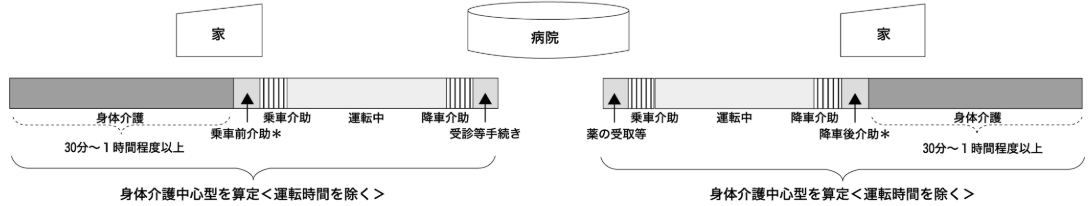 家
病院
家
身体介護
乗車前介助＊
乗車介助
運転中
降車介助
受診等手続き
30分～１時間程度以上
身体介護中心型を算定＜運転時間を除く＞
薬の受取等
乗車介助
運転中
降車介助
降車後介助＊
身体介護
30分～１時間程度以上
身体介護中心型を算定＜運転時間を除く＞